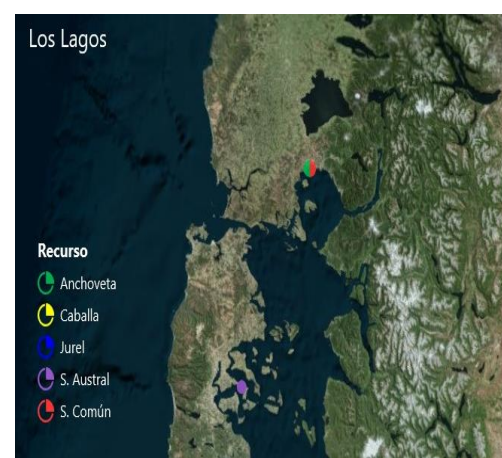 Los Lagos
Recurso
Anchoveta
Caballa
Jurel
S. Austral
S. Común